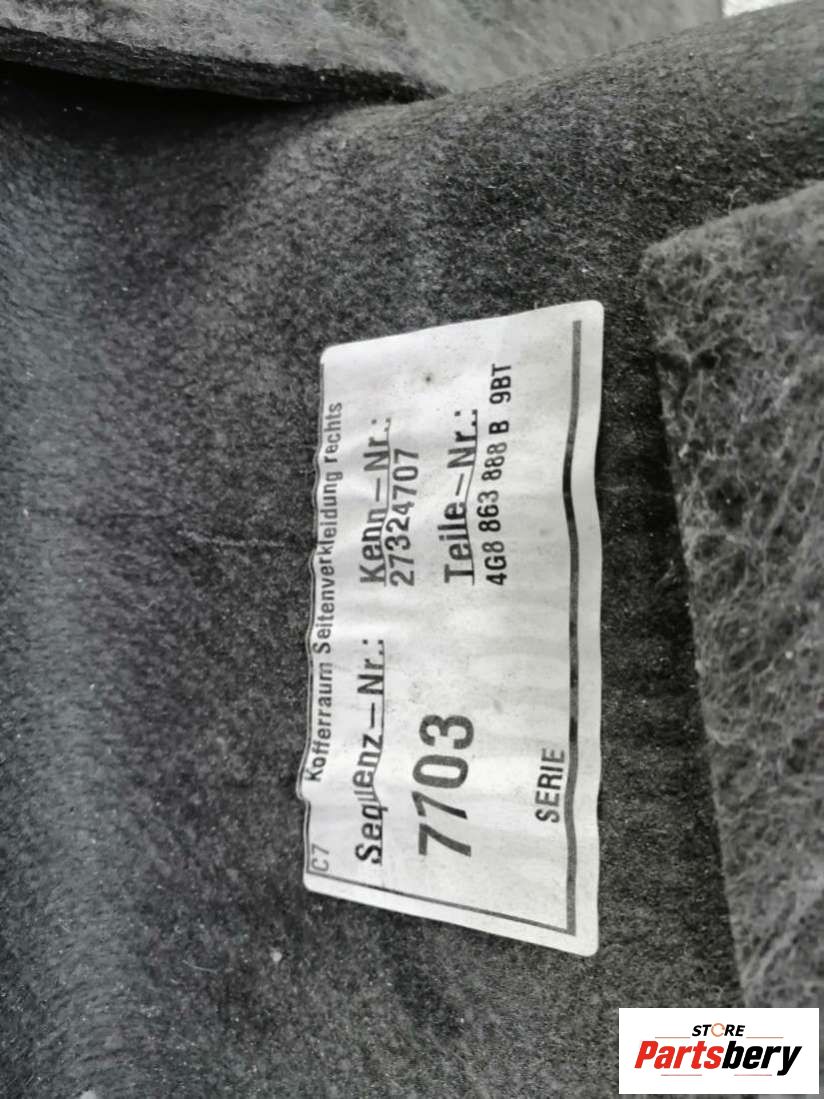 C7 Kofferraum Seitenverkleidung rechts
Sequenz-Nr.: Kenn-Nr.:
7703 27324707
Teile-Nr.:
SERIE 4G8 863 888 B 9BT
STORE
Partsbery